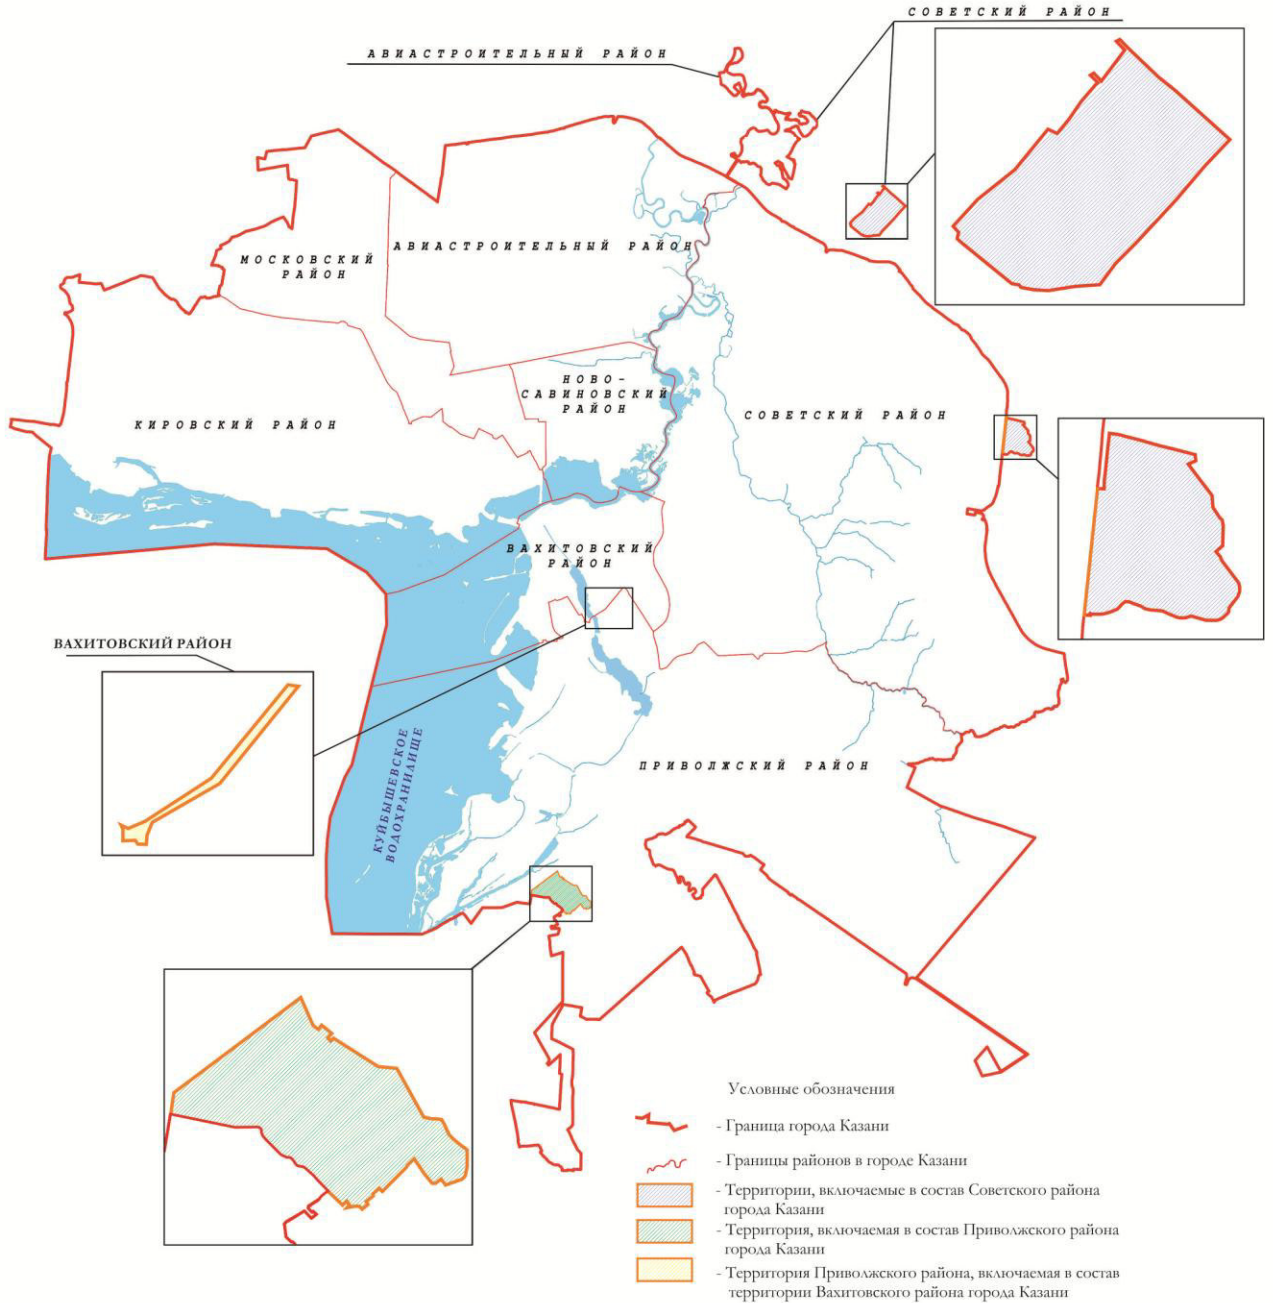 СОВЕТСКИЙ РАЙОН
АВИАСТРОИТЕЛЬНЫЙ РАЙОН
АВИАСТРОИТЕЛЬНЫЙ РАЙОН
МОСКОВСКИЙ
РАЙОН
НОВО-
САВИНОВСКИЙ
РАЙОН
СОВЕТСКИЙ РАЙОН
КИРОВСКИЙ РАЙОН
ВАХИТОВСКИЙ
РАЙОН
ВАХИТОВСКИЙ РАЙОН
КУЙБЫШЕВСКОЕ
ВОДОХРАНИЛИЩЕ
ПРИВОЛЖСКИЙ РАЙОН
Условные обозначения
- Граница города Казани
- Границы районов в городе Казани
- Территории, включаемые в состав Советского района
города Казани
- Территория, включаемая в состав Приволжского района
города Казани
- Территория Приволжского района, включаемая в состав
территории Вахитовского района города Казани